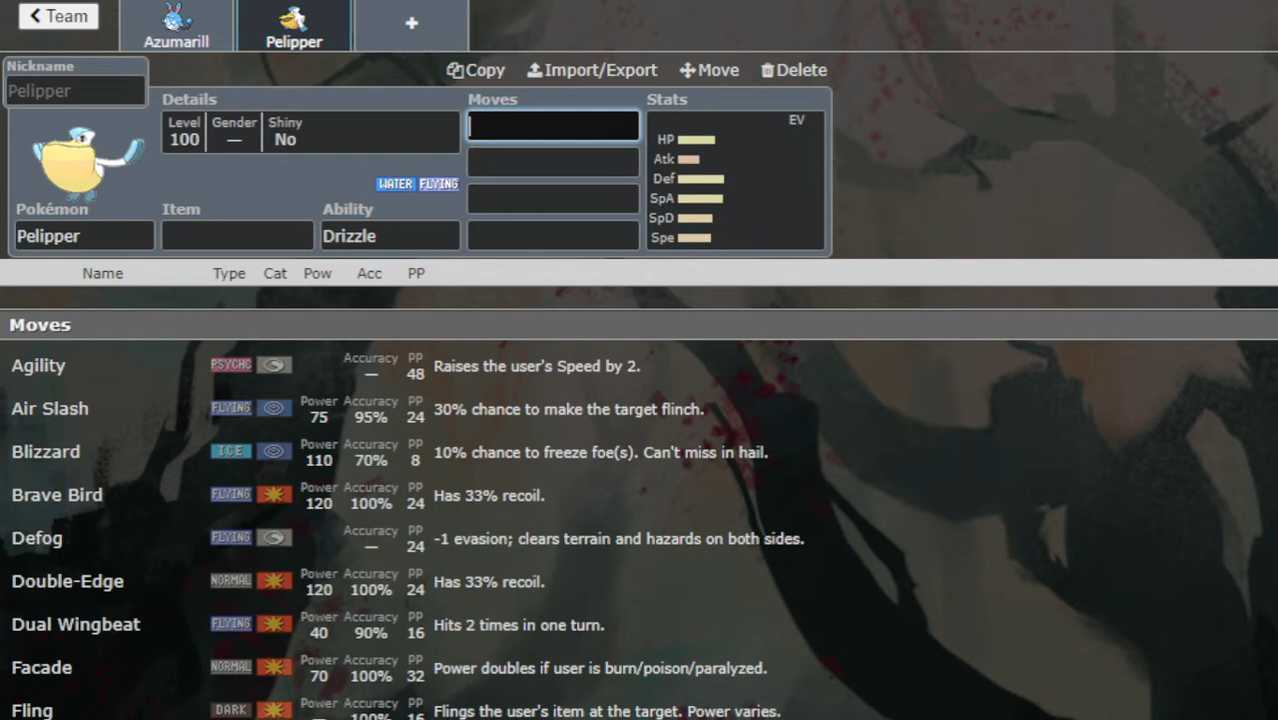 Team
Azumarill
Pelipper
+
Nickname
Pelipper
Copy Import/Export Move Delete
Details
Moves
Stats
Level Gender Shiny
100 — No
EV
HP
Atk
Def
SpA
SpD
Spe
WATER FLYING
Pokémon Item Ability
Pelipper Drizzle
Name Type Cat Pow Acc PP
Moves
Agility PSYCHC Accuracy — PP 48 Raises the user's Speed by 2.
Air Slash FLYING Power 75 Accuracy 95% PP 24 30% chance to make the target flinch.
Blizzard ICE Power 110 Accuracy 70% PP 8 10% chance to freeze foe(s). Can't miss in hail.
Brave Bird FLYING Power 120 Accuracy 100% PP 24 Has 33% recoil.
Defog FLYING Accuracy — PP 24 -1 evasion; clears terrain and hazards on both sides.
Double-Edge NORMAL Power 120 Accuracy 100% PP 24 Has 33% recoil.
Dual Wingbeat FLYING Power 40 Accuracy 90% PP 16 Hits 2 times in one turn.
Facade NORMAL Power 70 Accuracy 100% PP 32 Power doubles if user is burn/poison/paralyzed.
Fling DARK Power — Accuracy 100% PP 16 Flings the user's item at the target. Power varies.